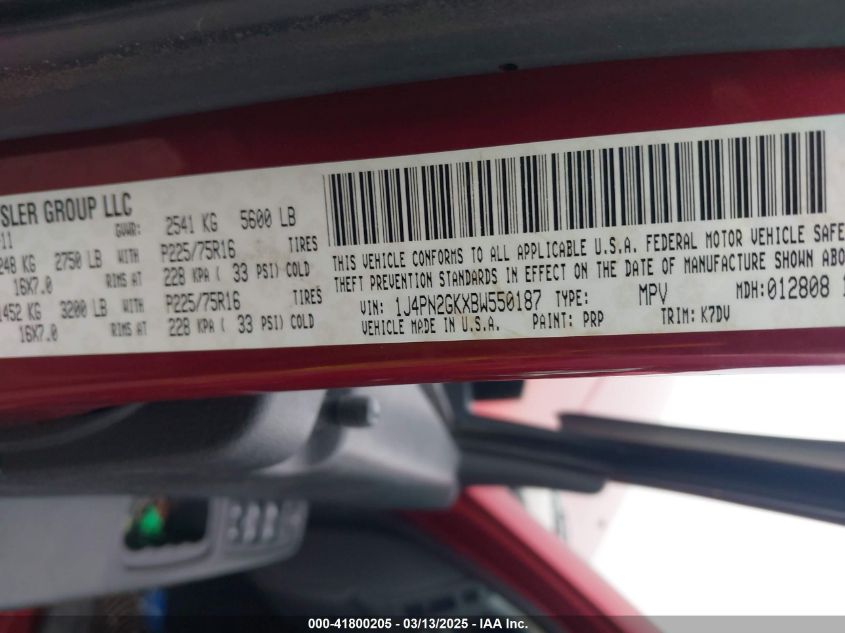 SLER GROUP LLC
11
GVWR: 2541 KG 5600 LB
248 KG 2750 LB WITH P225/75R16 TIRES
16X7.0 RIMS AT 228 KPA ( 33 PSI) COLD
1452 KG 3200 LB WITH P225/75R16 TIRES
16X7.0 RIMS AT 228 KPA ( 33 PSI) COLD
THIS VEHICLE CONFORMS TO ALL APPLICABLE U.S.A. FEDERAL MOTOR VEHICLE SAFE
THEFT PREVENTION STANDARDS IN EFFECT ON THE DATE OF MANUFACTURE SHOWN ABO
VIN: 1J4PN2GKXBW550187 TYPE: MPV MDH:012808 1
VEHICLE MADE IN U.S.A. PAINT: PRP TRIM: K7DV
000-41800205 - 03/13/2025 - IAA Inc.